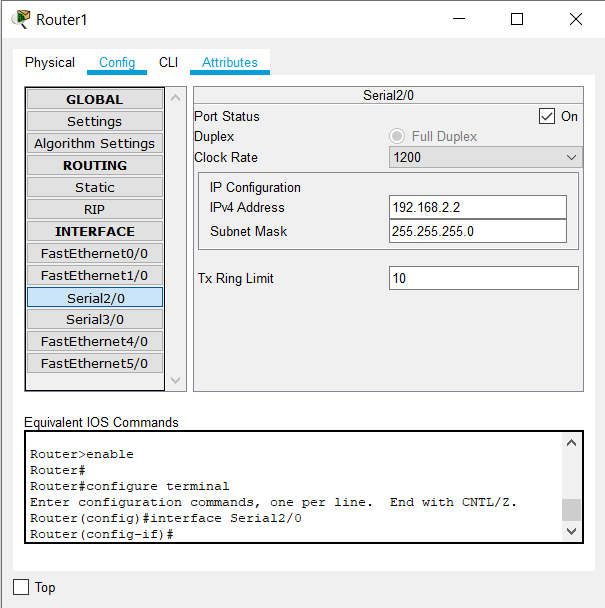 Router1
Physical Config CLI Attributes
GLOBAL
Settings
Algorithm Settings
ROUTING
Static
RIP
INTERFACE
FastEthernet0/0
FastEthernet1/0
Serial2/0
Serial3/0
FastEthernet4/0
FastEthernet5/0
Serial2/0
Port Status On
Duplex Full Duplex
Clock Rate 1200
IP Configuration
IPv4 Address 192.168.2.2
Subnet Mask 255.255.255.0
Tx Ring Limit 10
Equivalent IOS Commands
Router>enable
Router#
Router#configure terminal
Enter configuration commands, one per line.  End with CNTL/Z.
Router(config)#interface Serial2/0
Router(config-if)#
Top